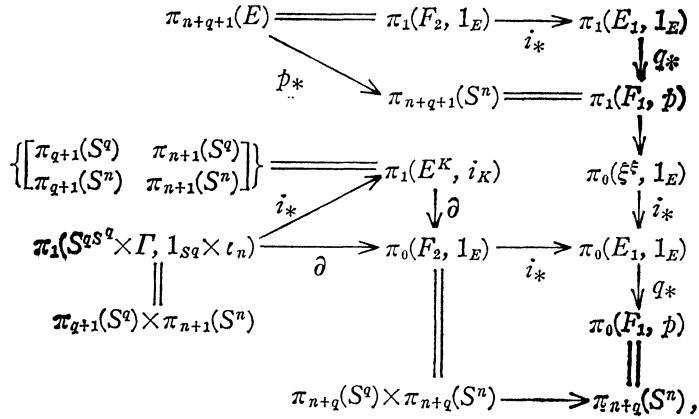 π_{n+q+1}(E) = π_1(F_2, 1_E) → π_1(E_1, 1_E)
i_*
q_*
p_*
π_{n+q+1}(S^n) = π_1(F_1, p)
{[π_{q+1}(S^q) π_{n+1}(S^q)
π_{q+1}(S^n) π_{n+1}(S^n)]} = π_1(E^K, i_K) π_0(ξ^ξ, 1_E)
i_* ∂ i_*
π_1(S^{qS^q} × Γ, 1_{Sq} × ι_n) → π_0(F_2, 1_E) → π_0(E_1, 1_E)
∂ i_*
q_*
π_{q+1}(S^q) × π_{n+1}(S^n) π_0(F_1, p)
π_{n+q}(S^q) × π_{n+q}(S^n) → π_{n+q}(S^n),